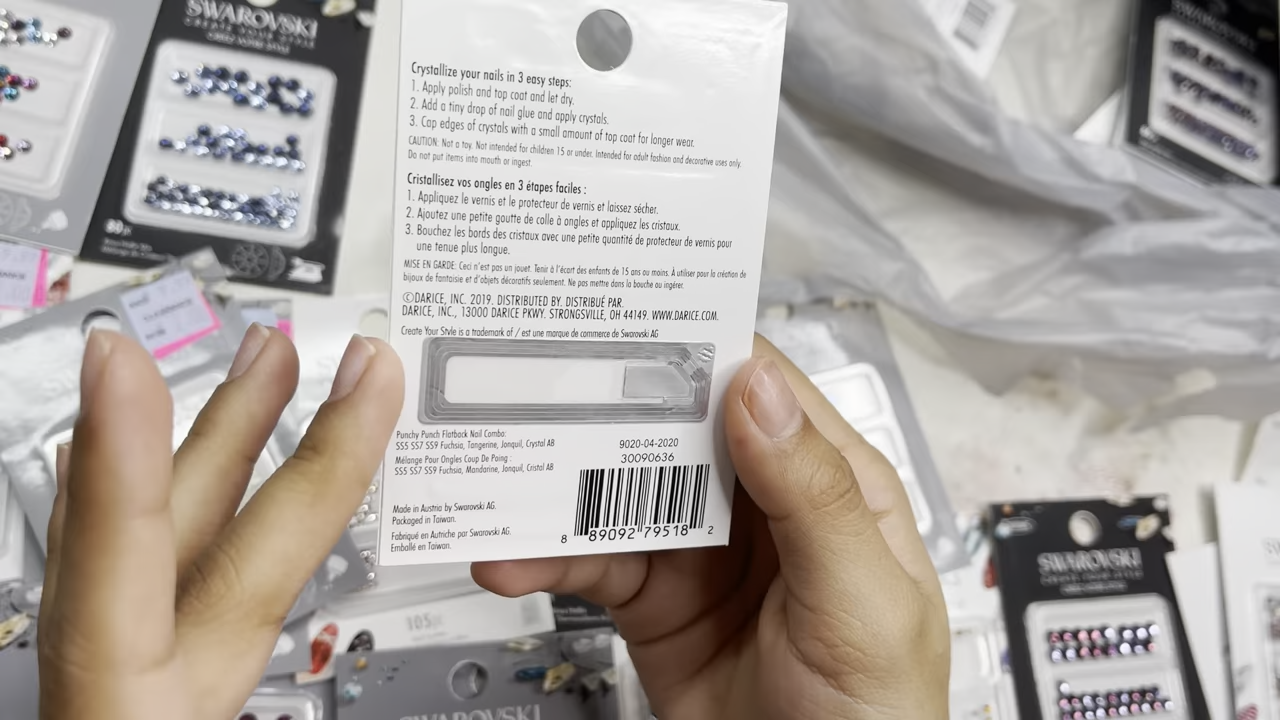 SWAROVSKI
CREATE YOUR STYLE
Crystallize your nails in 3 easy steps:
1. Apply polish and top coat and let dry.
2. Add a tiny drop of nail glue and apply crystals.
3. Cap edges of crystals with a small amount of top coat for longer wear.
CAUTION: Not a toy. Not intended for children 15 or under. Intended for adult fashion and decorative uses only.
Do not put items into mouth or ingest.
Cristallisez vos ongles en 3 étapes faciles :
1. Appliquez le vernis et le protecteur de vernis et laissez sécher.
2. Ajoutez une petite goutte de colle à ongles et appliquez les cristaux.
3. Bouchez les bords des cristaux avec une petite quantité de protecteur de vernis pour
une tenue plus longue.
MISE EN GARDE: Ceci n'est pas un jouet. Tenir à l'écart des enfants de 15 ans ou moins. À utiliser pour la création de
bijoux de fantaisie et d'objets décoratifs seulement. Ne pas mettre dans la bouche ou ingérer.
©DARICE, INC. 2019. DISTRIBUTED BY. DISTRIBUÉ PAR.
DARICE, INC., 13000 DARICE PKWY. STRONGSVILLE, OH 44149. WWW.DARICE.COM.
Create Your Style is a trademark of / est une marque de commerce de Swarovski AG
Punchy Punch Flatback Nail Combo:
SS5 SS7 SS9 Fuchsia, Tangerine, Jonquil, Crystal AB
Mélange Pour Ongles Coup De Poing :
SS5 SS7 SS9 Fuchsia, Mandarine, Jonquil, Cristal AB
9020-04-2020
30090636
Made in Austria by Swarovski AG.
Packaged in Taiwan.
Fabriqué en Autriche par Swarovski AG.
Emballé en Taiwan.
8 89092 79518 2
105pc
SWAROVSKI
SWAROVSKI